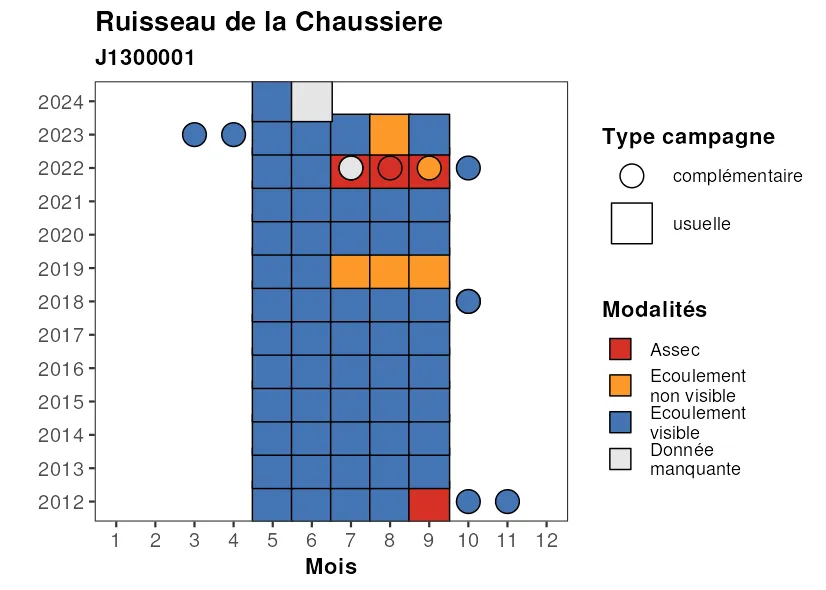 Ruisseau de la Chaussiere
J1300001
2024
2023
2022
2021
2020
2019
2018
2017
2016
2015
2014
2013
2012
1 2 3 4 5 6 7 8 9 10 11 12
Mois
Type campagne
complémentaire
usuelle
Modalités
Assec
Ecoulement
non visible
Ecoulement
visible
Donnée
manquante